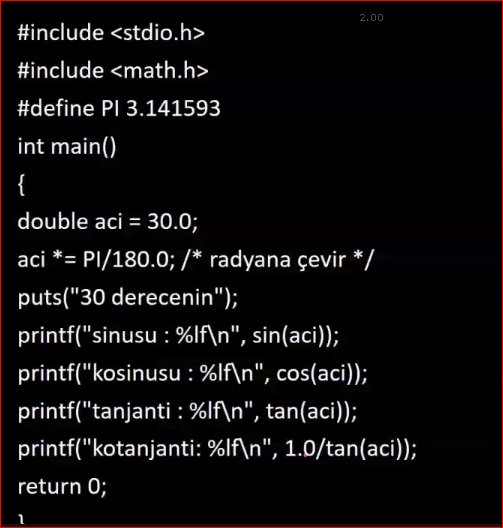 2.00
#include <stdio.h>
#include <math.h>
#define PI 3.141593
int main()
{
double aci = 30.0;
aci *= PI/180.0; /* radyana çevir */
puts("30 derecenin");
printf("sinusu : %lf\n", sin(aci));
printf("kosinusu : %lf\n", cos(aci));
printf("tanjanti : %lf\n", tan(aci));
printf("kotanjanti: %lf\n", 1.0/tan(aci));
return 0;
}